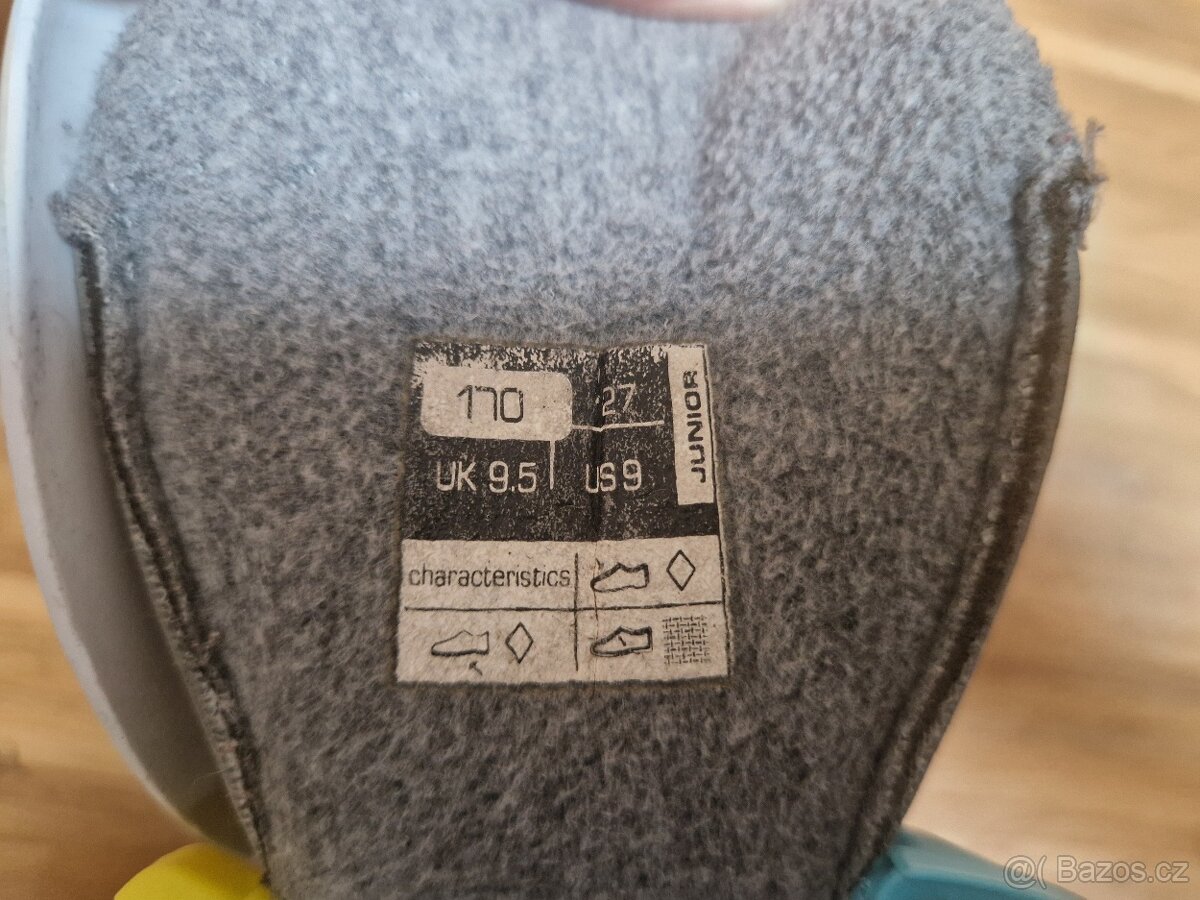 170 27
UK 9.5 US 9
JUNIOR
characteristics
@( Bazos.cz